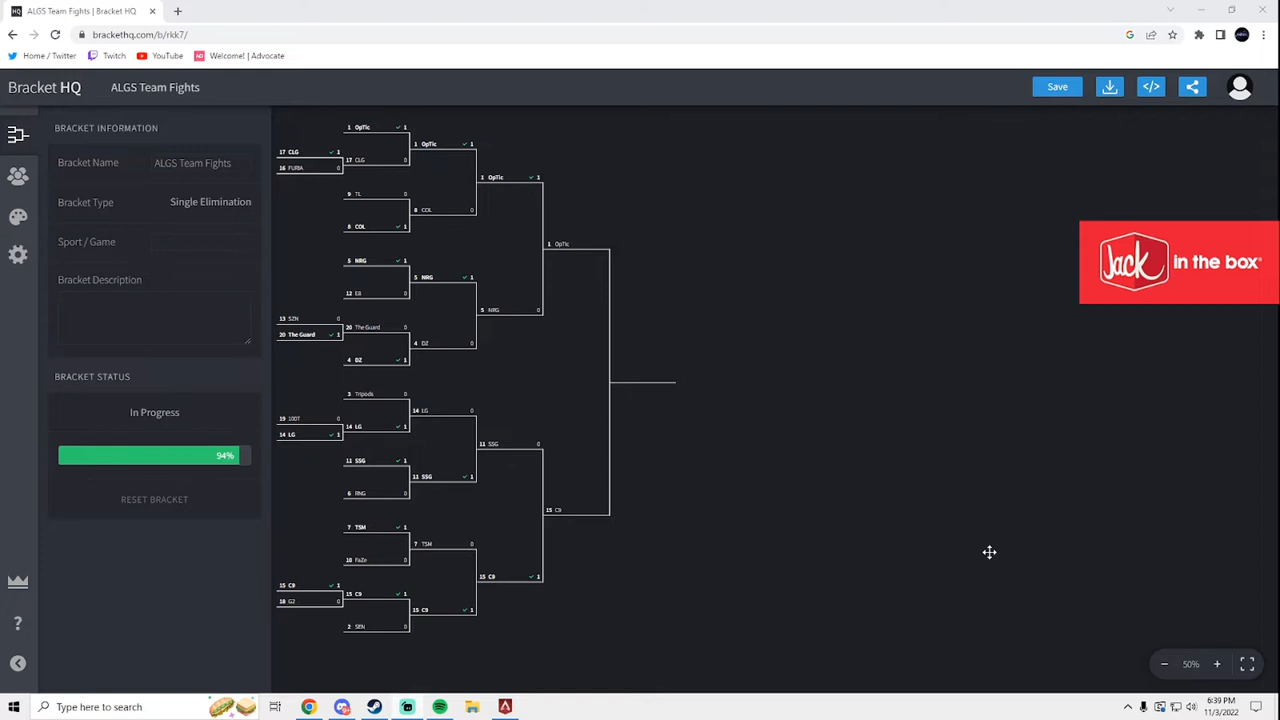 ALGS Team Fights | Bracket HQ
brackethq.com/b/rkk7/
Home / Twitter Twitch YouTube Welcome! | Advocate
Bracket HQ ALGS Team Fights Save
BRACKET INFORMATION
Bracket Name ALGS Team Fights
Bracket Type Single Elimination
Sport / Game
Bracket Description
BRACKET STATUS
In Progress
94%
RESET BRACKET
17 CLG 1
16 FURIA 0
13 SZN 0
20 The Guard 1
19 100T 0
14 LG 1
15 C9 1
18 G2 0
1 OpTic 1
17 CLG 0
9 TL 0
8 COL 1
5 NRG 1
12 E8 0
20 The Guard 0
4 DZ 1
3 Tripods 0
14 LG 1
11 SSG 1
6 RNG 0
7 TSM 1
10 FaZe 0
15 C9 1
2 SEN 0
1 OpTic 1
8 COL 0
5 NRG 1
4 DZ 0
14 LG 0
11 SSG 1
7 TSM 0
15 C9 1
1 OpTic 1
5 NRG 0
11 SSG 0
15 C9 1
1 OpTic
15 C9
Jack in the box
50%
Type here to search
6:39 PM
11/3/2022